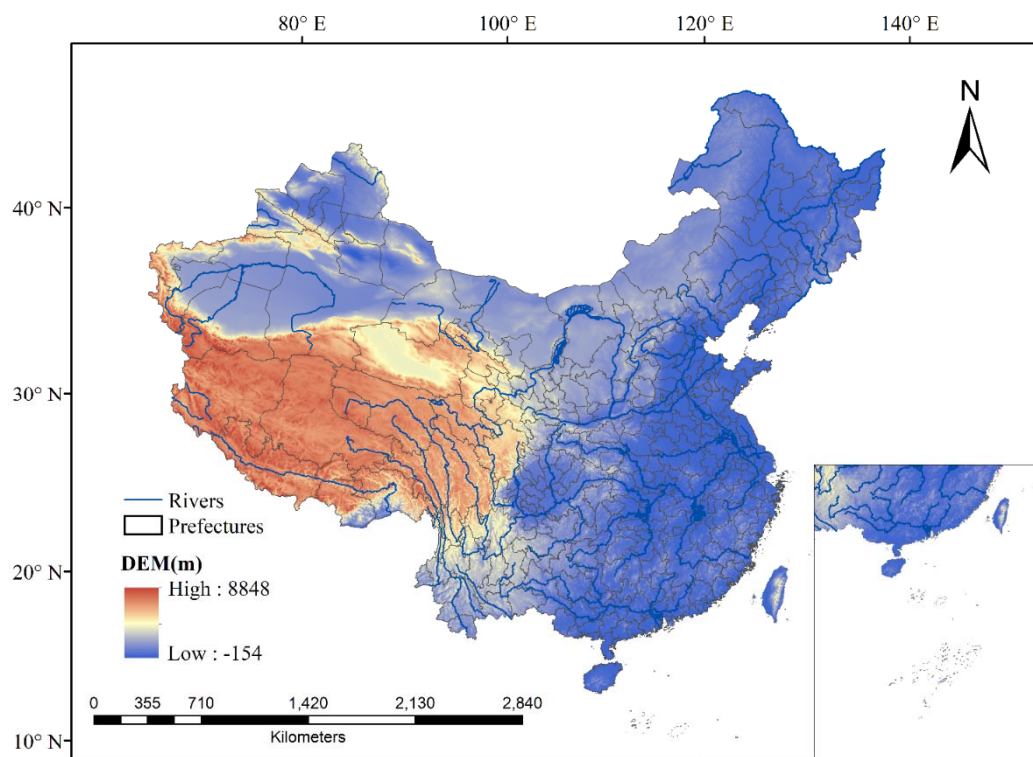 80° E 100° E 120° E 140° E
N
40° N
30° N
20° N
10° N
Rivers
Prefectures
DEM(m)
High : 8848
Low : -154
0 355 710 1,420 2,130 2,840
Kilometers